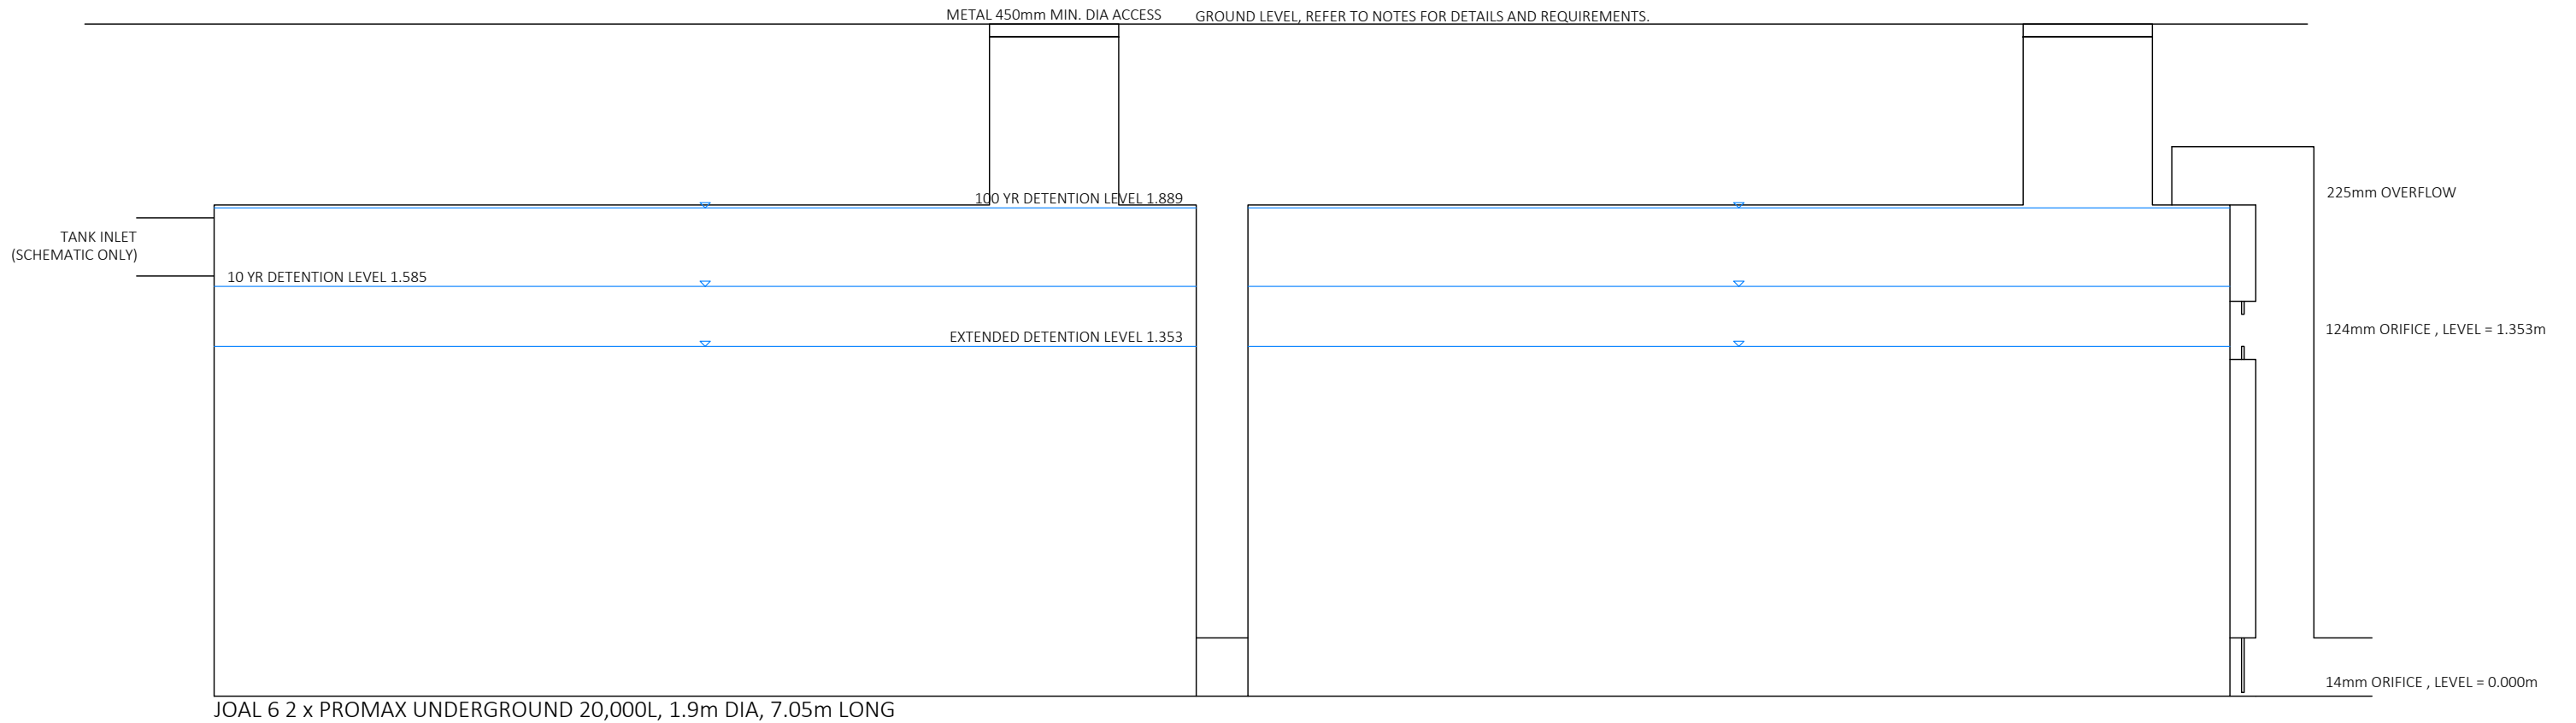 METAL 450mm MIN. DIA ACCESS
GROUND LEVEL, REFER TO NOTES FOR DETAILS AND REQUIREMENTS.
100 YR DETENTION LEVEL 1.889
225mm OVERFLOW
TANK INLET
(SCHEMATIC ONLY)
10 YR DETENTION LEVEL 1.585
EXTENDED DETENTION LEVEL 1.353
124mm ORIFICE , LEVEL = 1.353m
14mm ORIFICE , LEVEL = 0.000m
JOAL 6 2 x PROMAX UNDERGROUND 20,000L, 1.9m DIA, 7.05m LONG